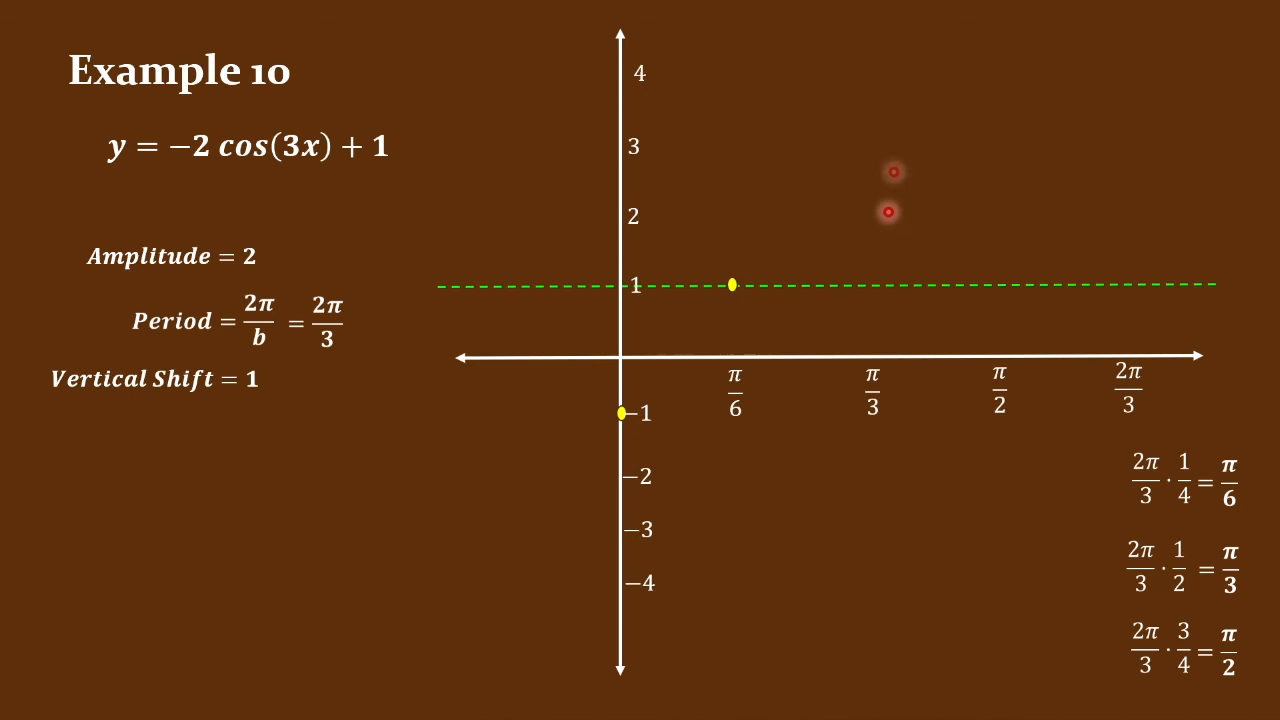 Example 10
y = −2 cos(3x) + 1
Amplitude = 2
Period = 2π/b = 2π/3
Vertical Shift = 1
4
3
2
1
π/6 π/3 π/2 2π/3
−1
−2
−3
−4
2π/3 · 1/4 = π/6
2π/3 · 1/2 = π/3
2π/3 · 3/4 = π/2